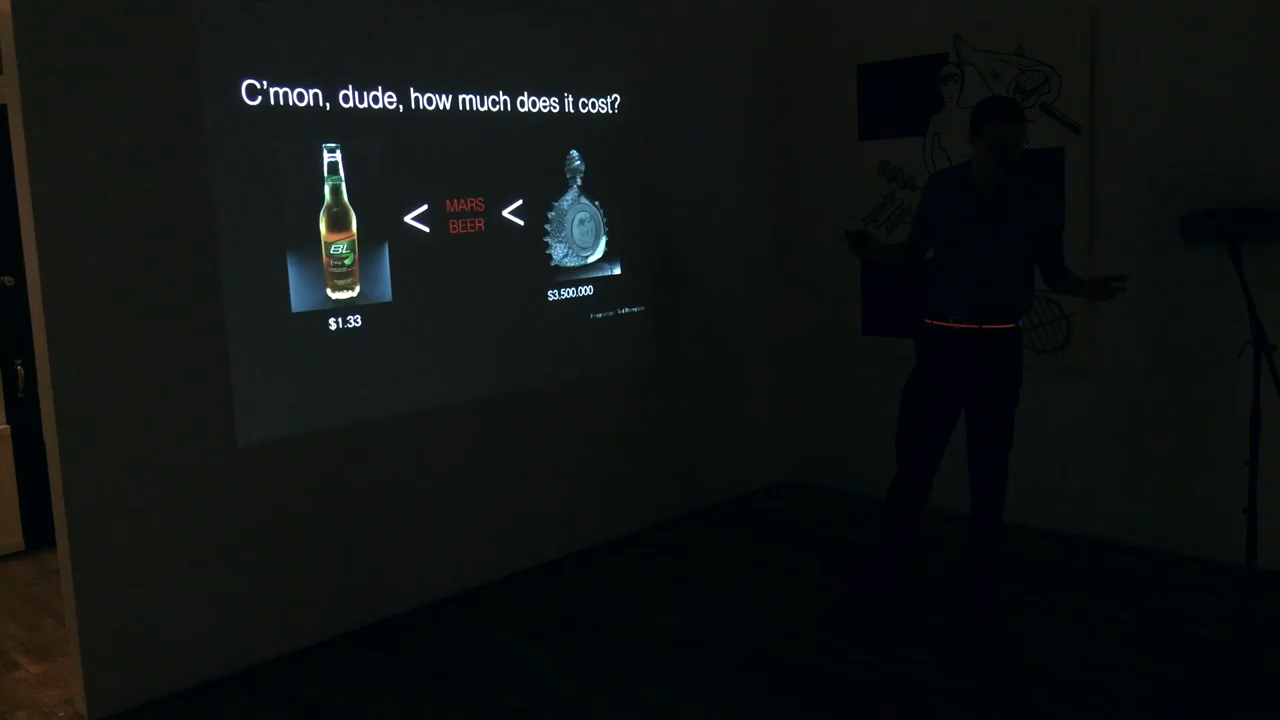 C'mon, dude, how much does it cost?
BL
<
MARS
BEER
<
$3,500,000
$1.33